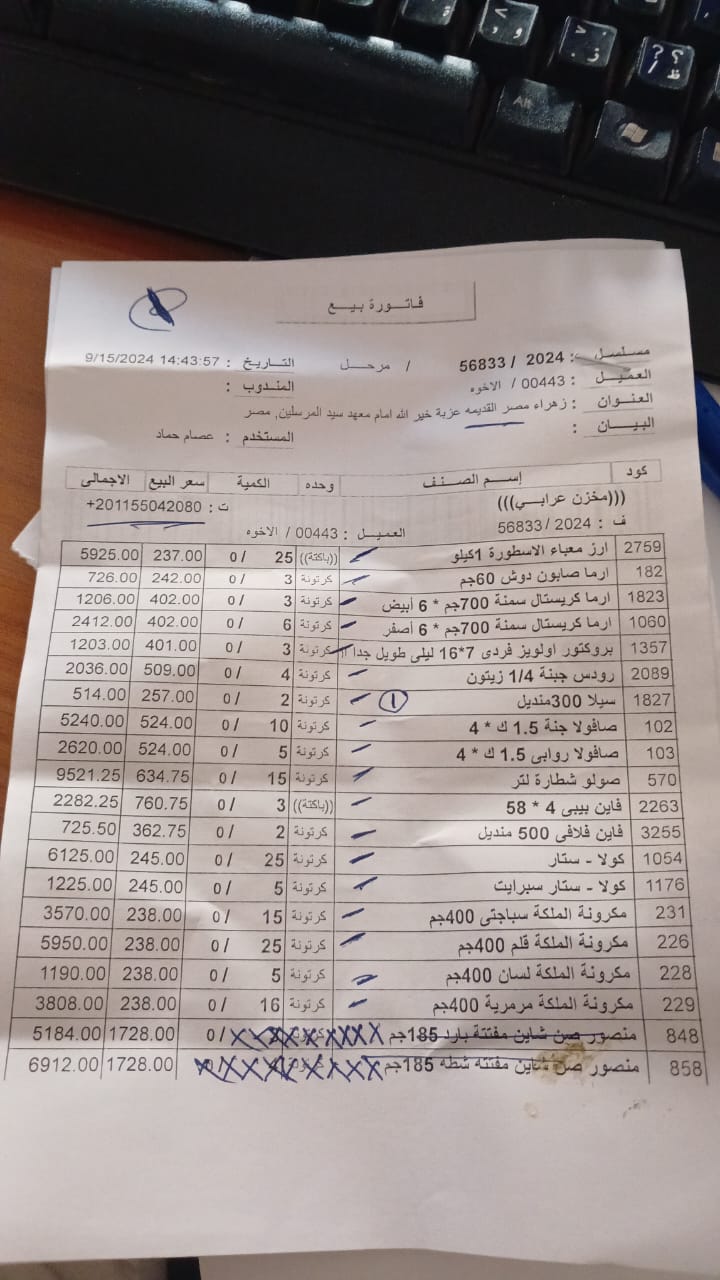 فاتورة بيع
مسلسل : 2024 / 56833 / مرحل التاريخ : 9/15/2024 14:43:57
العميل : 00443 / الاخوه المندوب :
العنوان : زهراء مصر القديمه عزبة خير الله امام معهد سيد المرسلين, مصر
البيان : المستخدم : عصام حماد
كود إسم الصنف وحده الكمية سعر البيع الاجمالى
(((مخزن عرابي)))
ف : 2024 / 56833 العميل : 00443 / الاخوه ت : 201155042080+
2759 ارز معباء الاسطورة 1كيلو ((باكتة)) 25 / 0 237.00 5925.00
182 ارما صابون دوش 60جم كرتونة 3 / 0 242.00 726.00
1823 ارما كريستال سمنة 700جم * 6 أبيض كرتونة 3 / 0 402.00 1206.00
1060 ارما كريستال سمنة 700جم * 6 أصفر كرتونة 6 / 0 402.00 2412.00
1357 بروكتور اولويز فردى 7*16 ليلى طويل جدا كرتونة 3 / 0 401.00 1203.00
2089 رودس جبنة 1/4 زيتون كرتونة 4 / 0 509.00 2036.00
1827 سيلا 300منديل 1 كرتونة 2 / 0 257.00 514.00
102 صافولا جنة 1.5 ك * 4 كرتونة 10 / 0 524.00 5240.00
103 صافولا روابى 1.5 ك * 4 كرتونة 5 / 0 524.00 2620.00
570 صولو شطارة لتر كرتونة 15 / 0 634.75 9521.25
2263 فاين بيبى 4 * 58 ((باكتة)) 3 / 0 760.75 2282.25
3255 فاين فلافى 500 منديل كرتونة 2 / 0 362.75 725.50
1054 كولا - ستار كرتونة 25 / 0 245.00 6125.00
1176 كولا - ستار سبرايت كرتونة 5 / 0 245.00 1225.00
231 مكرونة الملكة سباجتى 400جم كرتونة 15 / 0 238.00 3570.00
226 مكرونة الملكة قلم 400جم كرتونة 25 / 0 238.00 5950.00
228 مكرونة الملكة لسان 400جم كرتونة 5 / 0 238.00 1190.00
229 مكرونة الملكة مرمرية 400جم كرتونة 16 / 0 238.00 3808.00
848 منصور صن شاين مفتتة بارد 185جم / 0 1728.00 5184.00
858 منصور صن شاين مفتته شطه 185جم 1728.00 6912.00